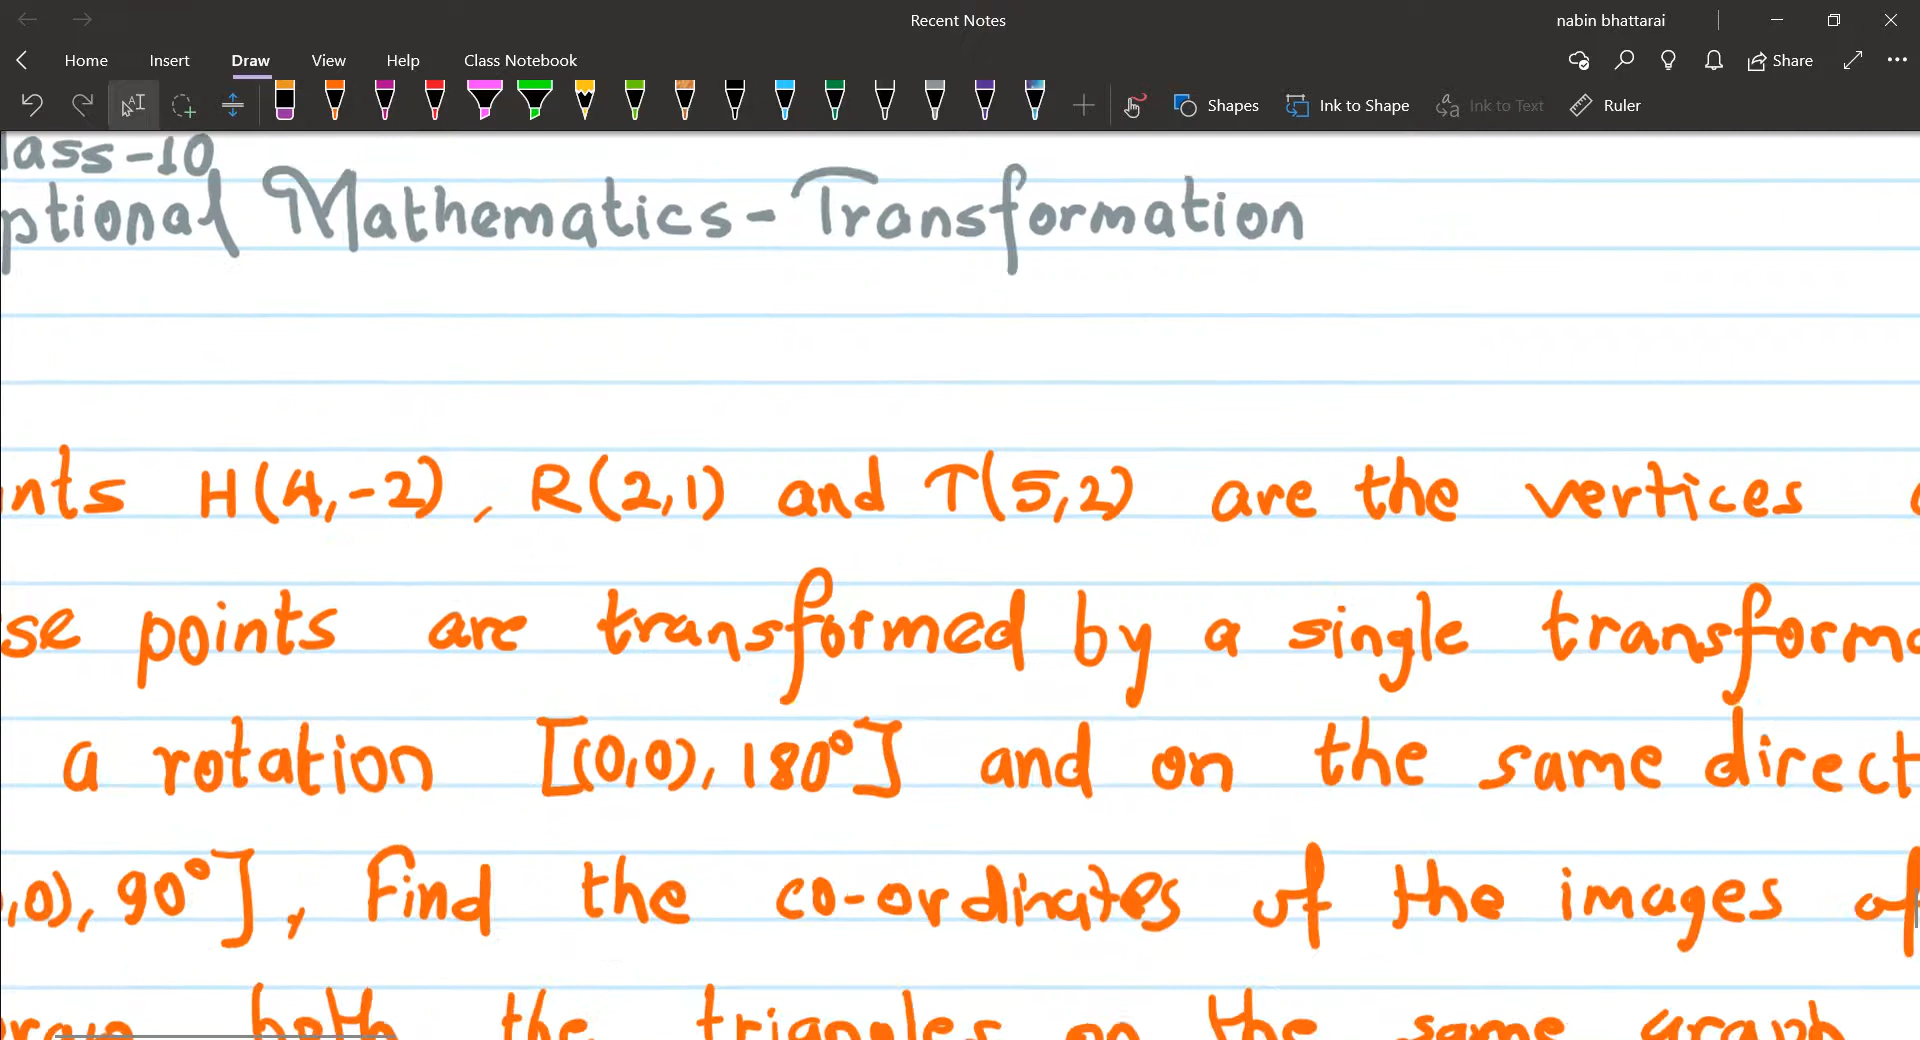 Recent Notes
nabin bhattarai
Home Insert Draw View Help Class Notebook
Share
Shapes Ink to Shape Ink to Text Ruler
lass-10
ptional Mathematics-Transformation
nts H(4,-2), R(2,1) and T(5,2) are the vertices
se points are transformed by a single transforma
a rotation [(0,0), 180°] and on the same direct
,0), 90°], Find the co-ordinates of the images of
both the triangles on the same graph